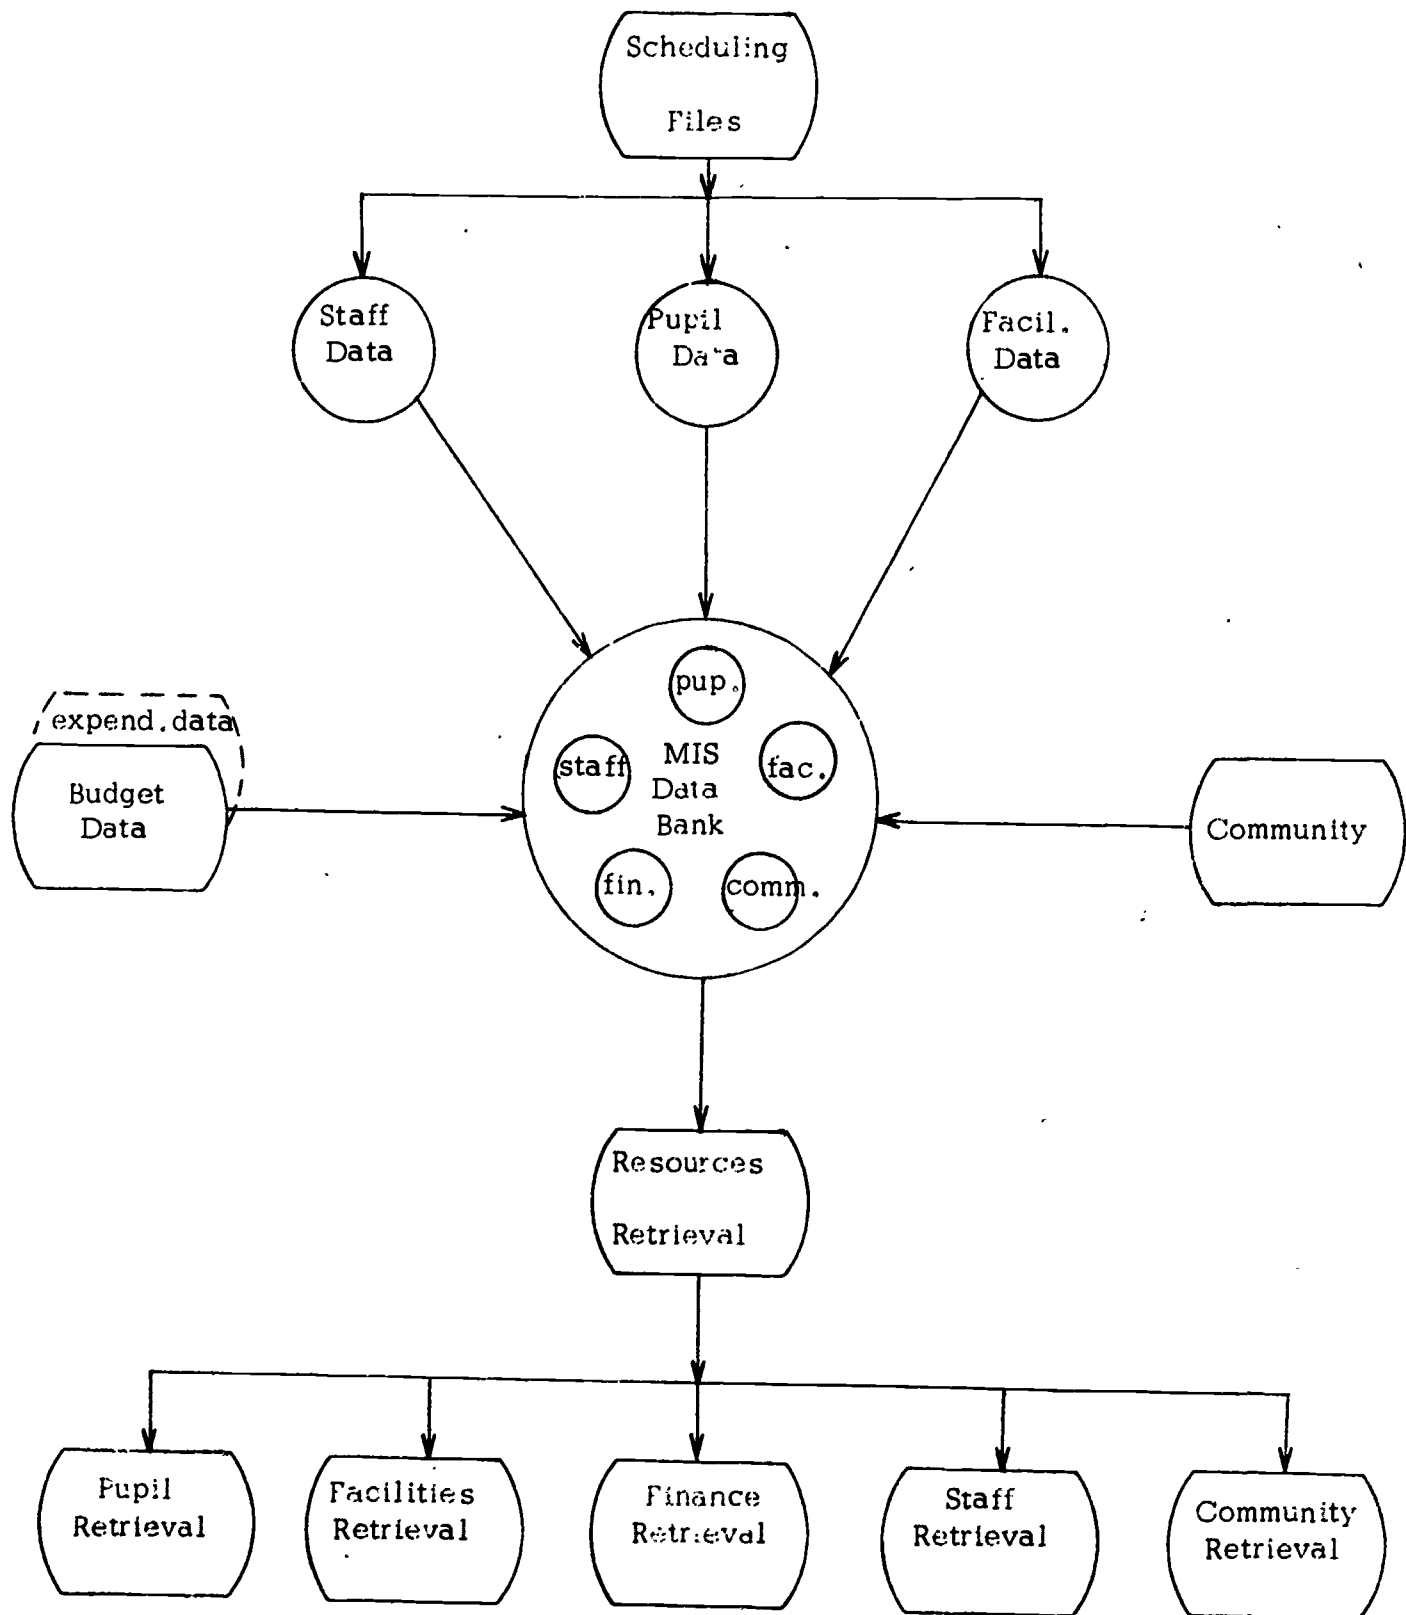 Scheduling
Files
Staff
Data
Pupil
Data
Facil.
Data
pup.
staff
MIS
Data
Bank
fac.
fin.
comm.
expend.data
Budget
Data
Community
Resources
Retrieval
Pupil
Retrieval
Facilities
Retrieval
Finance
Retrieval
Staff
Retrieval
Community
Retrieval